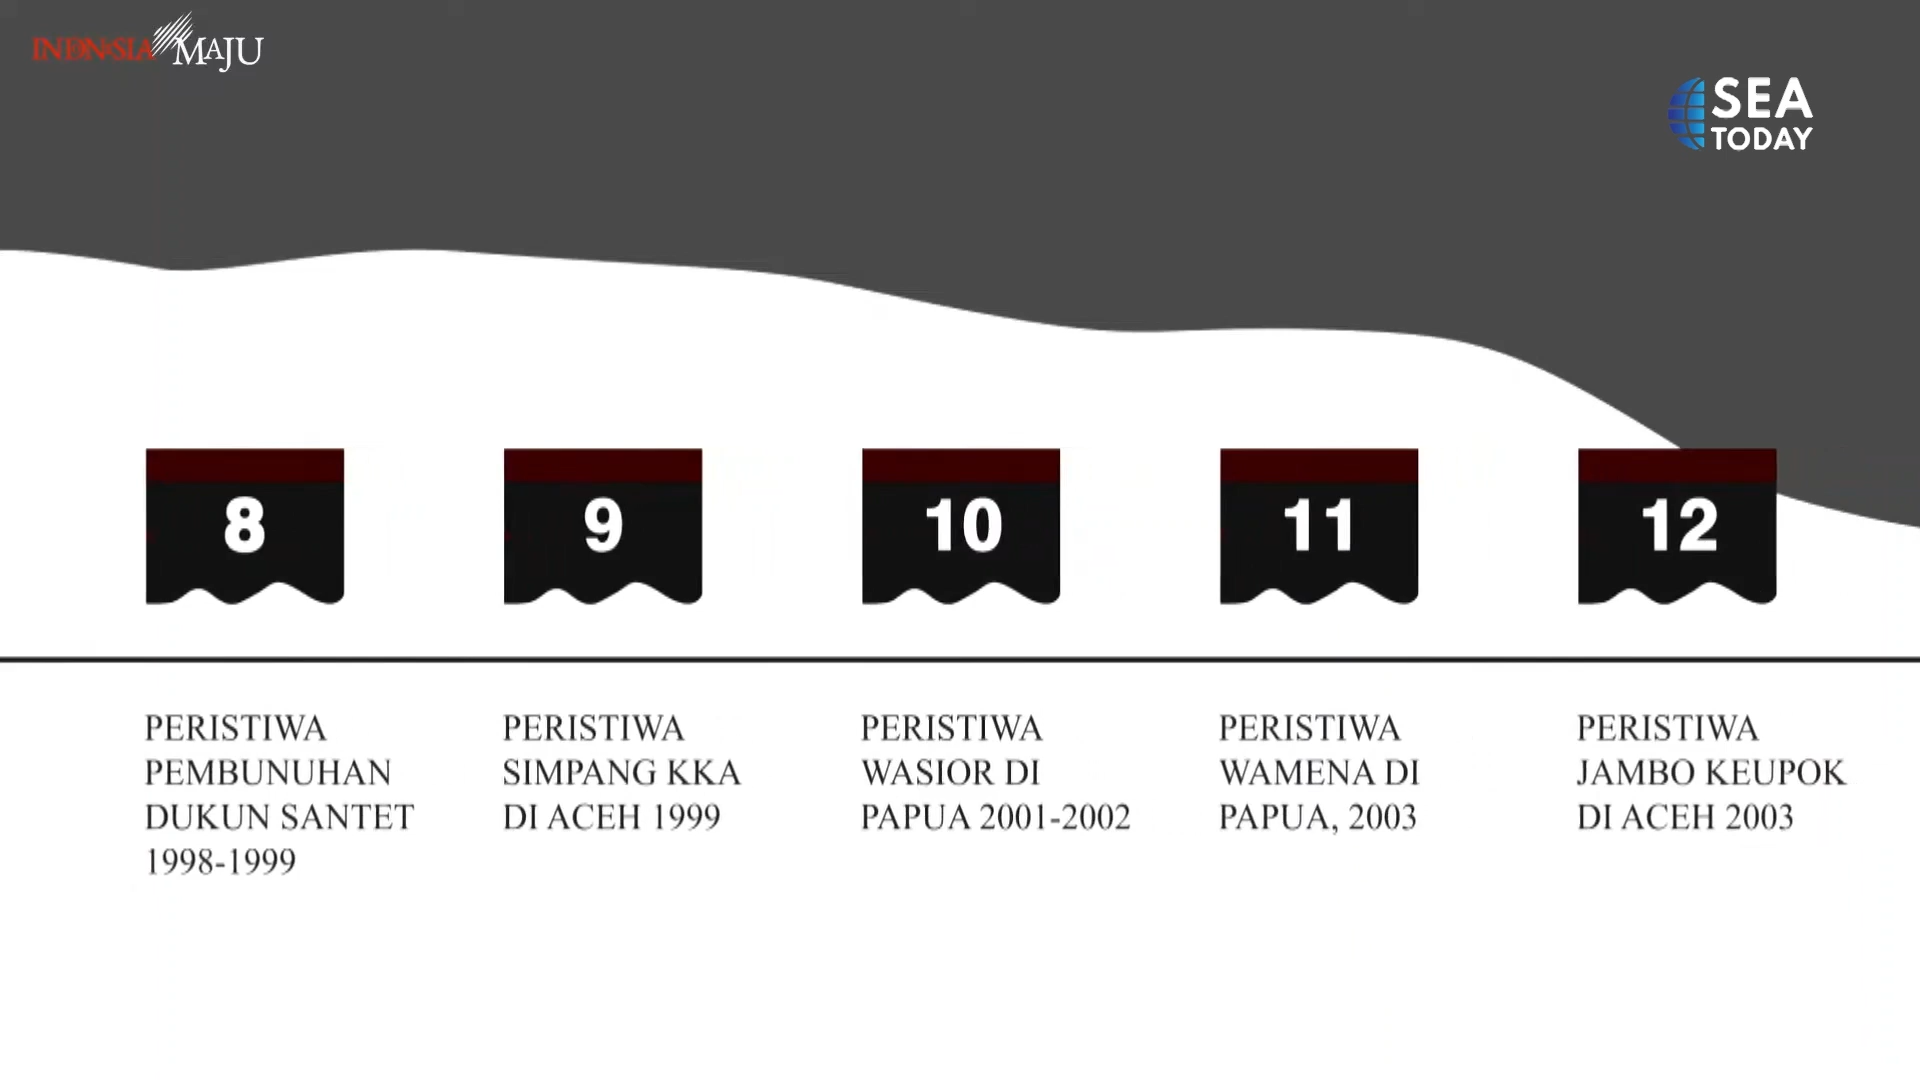 INDONESIA MAJU
SEA
TODAY
8
9
10
11
12
PERISTIWA
PEMBUNUHAN
DUKUN SANTET
1998-1999
PERISTIWA
SIMPANG KKA
DI ACEH 1999
PERISTIWA
WASIOR DI
PAPUA 2001-2002
PERISTIWA
WAMENA DI
PAPUA, 2003
PERISTIWA
JAMBO KEUPOK
DI ACEH 2003